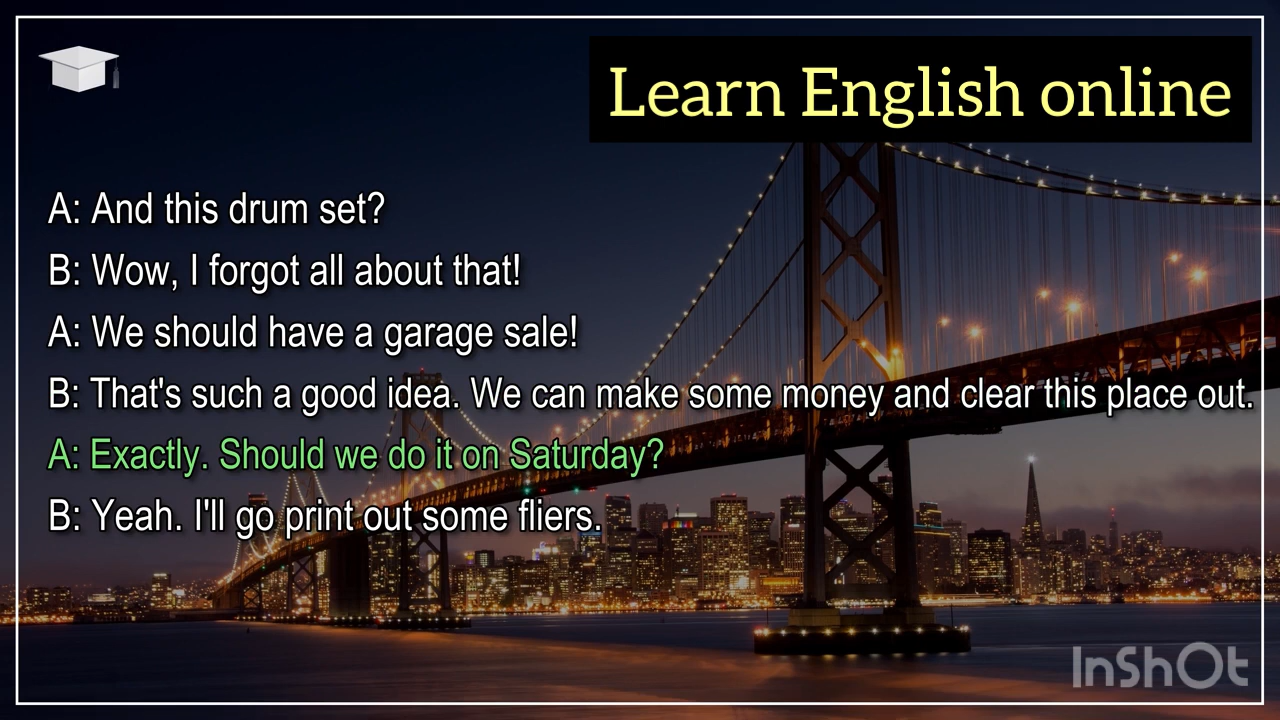 Learn English online
A: And this drum set?
B: Wow, I forgot all about that!
A: We should have a garage sale!
B: That's such a good idea. We can make some money and clear this place out.
A: Exactly. Should we do it on Saturday?
B: Yeah. I'll go print out some fliers.
InShOt